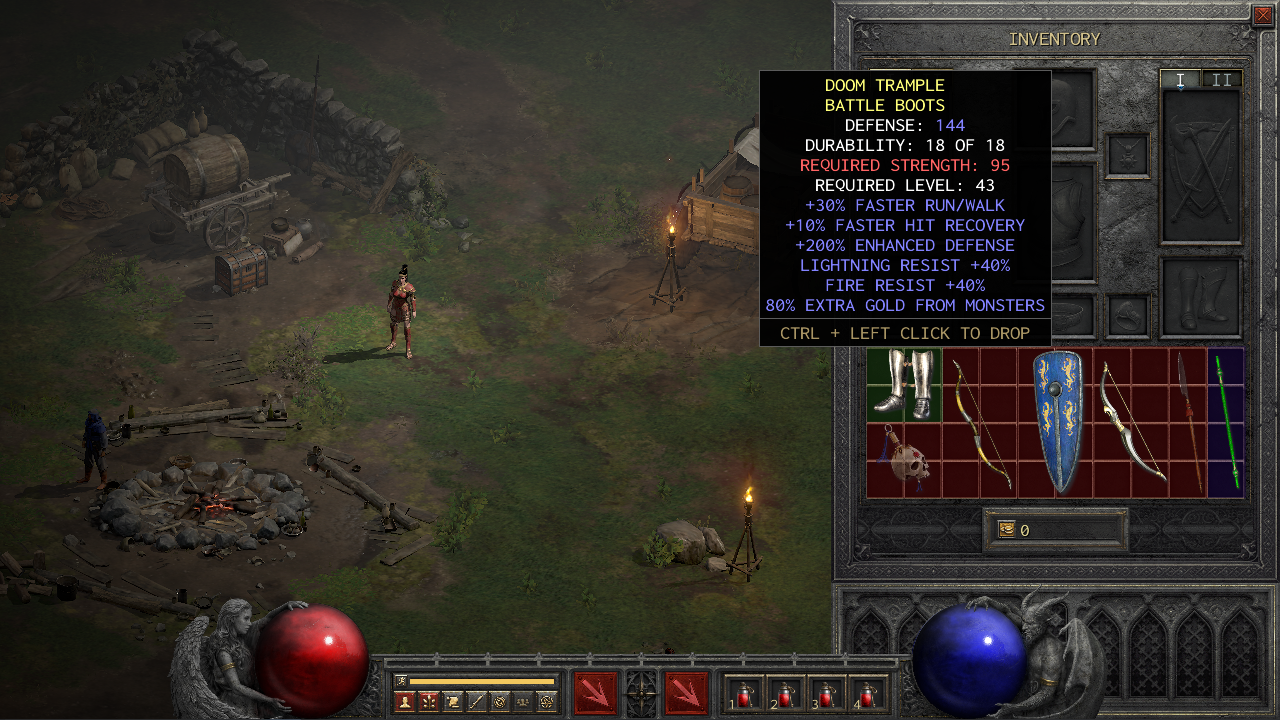 INVENTORY
I II
DOOM TRAMPLE
BATTLE BOOTS
DEFENSE: 144
DURABILITY: 18 OF 18
REQUIRED STRENGTH: 95
REQUIRED LEVEL: 43
+30% FASTER RUN/WALK
+10% FASTER HIT RECOVERY
+200% ENHANCED DEFENSE
LIGHTNING RESIST +40%
FIRE RESIST +40%
80% EXTRA GOLD FROM MONSTERS
CTRL + LEFT CLICK TO DROP
0
1 2 3 4